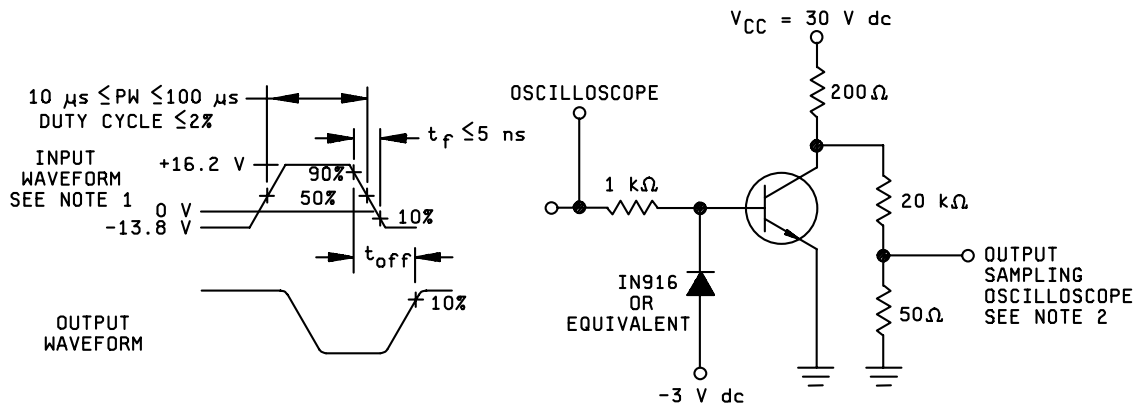 V_CC = 30 V dc
10 µs ≤PW ≤100 µs
DUTY CYCLE ≤2%
OSCILLOSCOPE
200Ω
t_f ≤5 ns
INPUT
WAVEFORM
SEE NOTE 1
+16.2 V
90%
50%
0 V
-13.8 V
10%
1 kΩ
20 kΩ
t_off
10%
OUTPUT
WAVEFORM
IN916
OR
EQUIVALENT
-3 V dc
OUTPUT
SAMPLING
OSCILLOSCOPE
SEE NOTE 2
50Ω